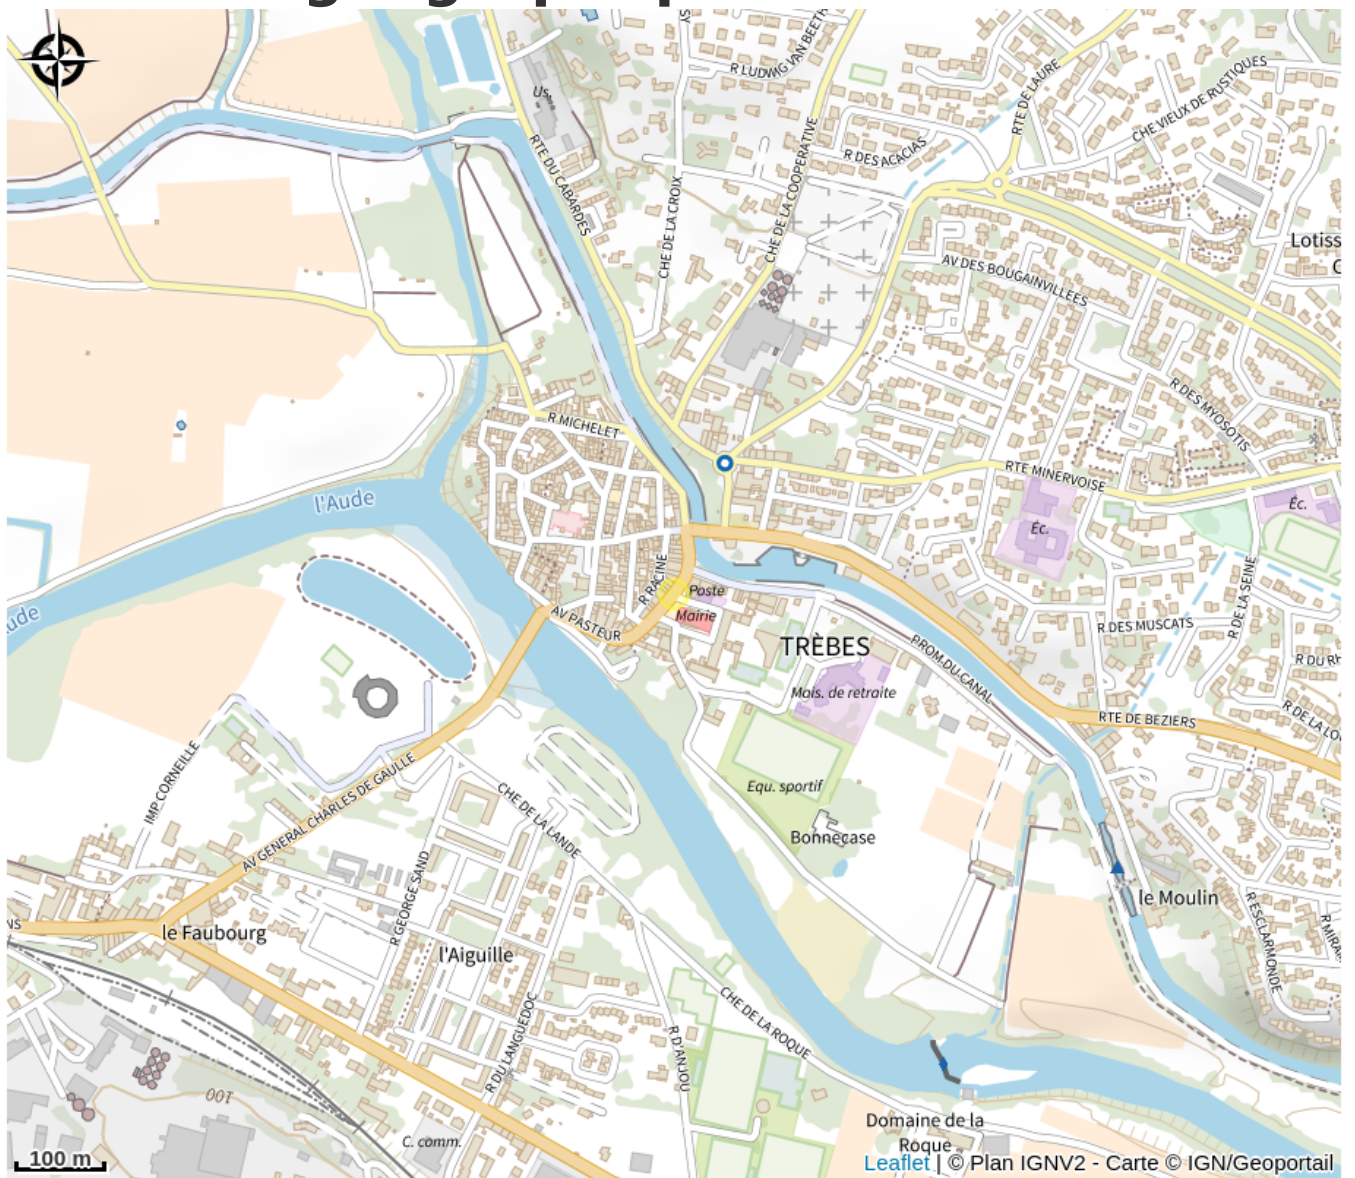 R LUDWIG VAN BEETH
RTE DE LAURE
CHE VIEUX DE RUSTIQUES
RTE DU CABARDES
CHE DE LA CROIX
CHE DE LA COOPERATIVE
R DES ACACIAS
AV DES BOUGAINVILLEES
Lotiss
R DES MYOSOTIS
R MICHELET
RTE MINERVOISE
Éc.
Éc.
l'Aude
ude
R RACINE
Poste
Mairie
AV PASTEUR
TRÈBES
PROM DU CANAL
R DES MUSCATS
R DE LA SEINE
R DU RH
R DE LA LO
Mais. de retraite
RTE DE BEZIERS
IMP CORNEILLE
AV GENERAL CHARLES DE GAULLE
CHE DE LA LANDE
Equ. sportif
Bonnecase
le Moulin
R ESCLARMONDE
R MIRA
NS
le Faubourg
R GEORGE SAND
l'Aiguille
R DU LANGUEDOC
CHE DE LA ROQUE
R D'ANJOU
100
C. comm.
Domaine de la
Roque
100 m
Leaflet | © Plan IGNV2 - Carte © IGN/Geoportail